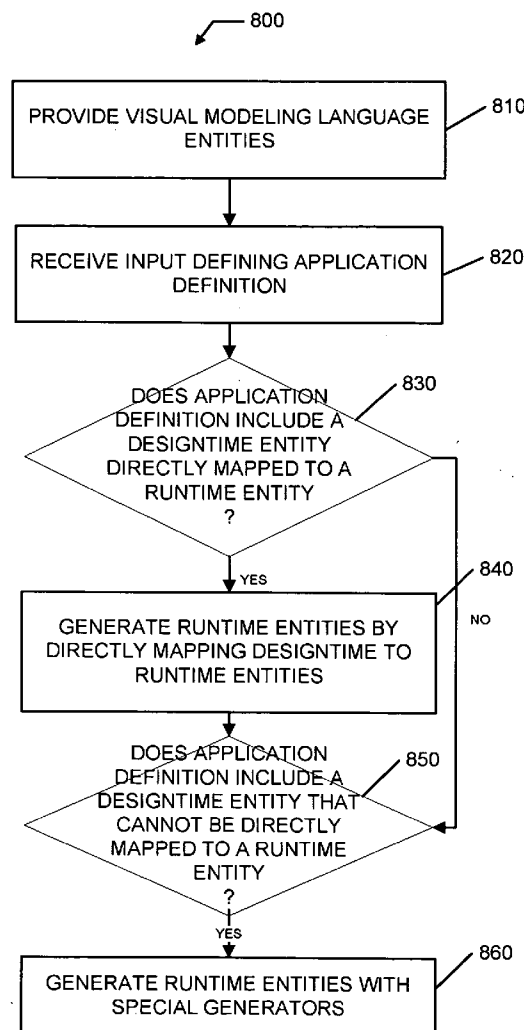 800
PROVIDE VISUAL MODELING LANGUAGE
ENTITIES
810
RECEIVE INPUT DEFINING APPLICATION
DEFINITION
820
DOES APPLICATION
DEFINITION INCLUDE A
DESIGNTIME ENTITY
DIRECTLY MAPPED TO A
RUNTIME ENTITY
?
830
YES
NO
GENERATE RUNTIME ENTITIES BY
DIRECTLY MAPPING DESIGNTIME TO
RUNTIME ENTITIES
840
DOES APPLICATION
DEFINITION INCLUDE A
DESIGNTIME ENTITY THAT
CANNOT BE DIRECTLY
MAPPED TO A RUNTIME
ENTITY
?
850
YES
GENERATE RUNTIME ENTITIES WITH
SPECIAL GENERATORS
860